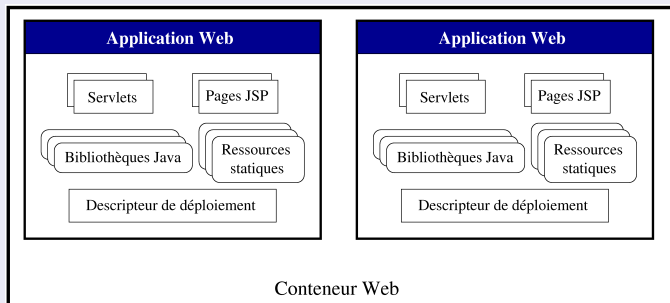 Application Web
Servlets
Pages JSP
Bibliothèques Java
Ressources
statiques
Descripteur de déploiement
Application Web
Servlets
Pages JSP
Bibliothèques Java
Ressources
statiques
Descripteur de déploiement
Conteneur Web